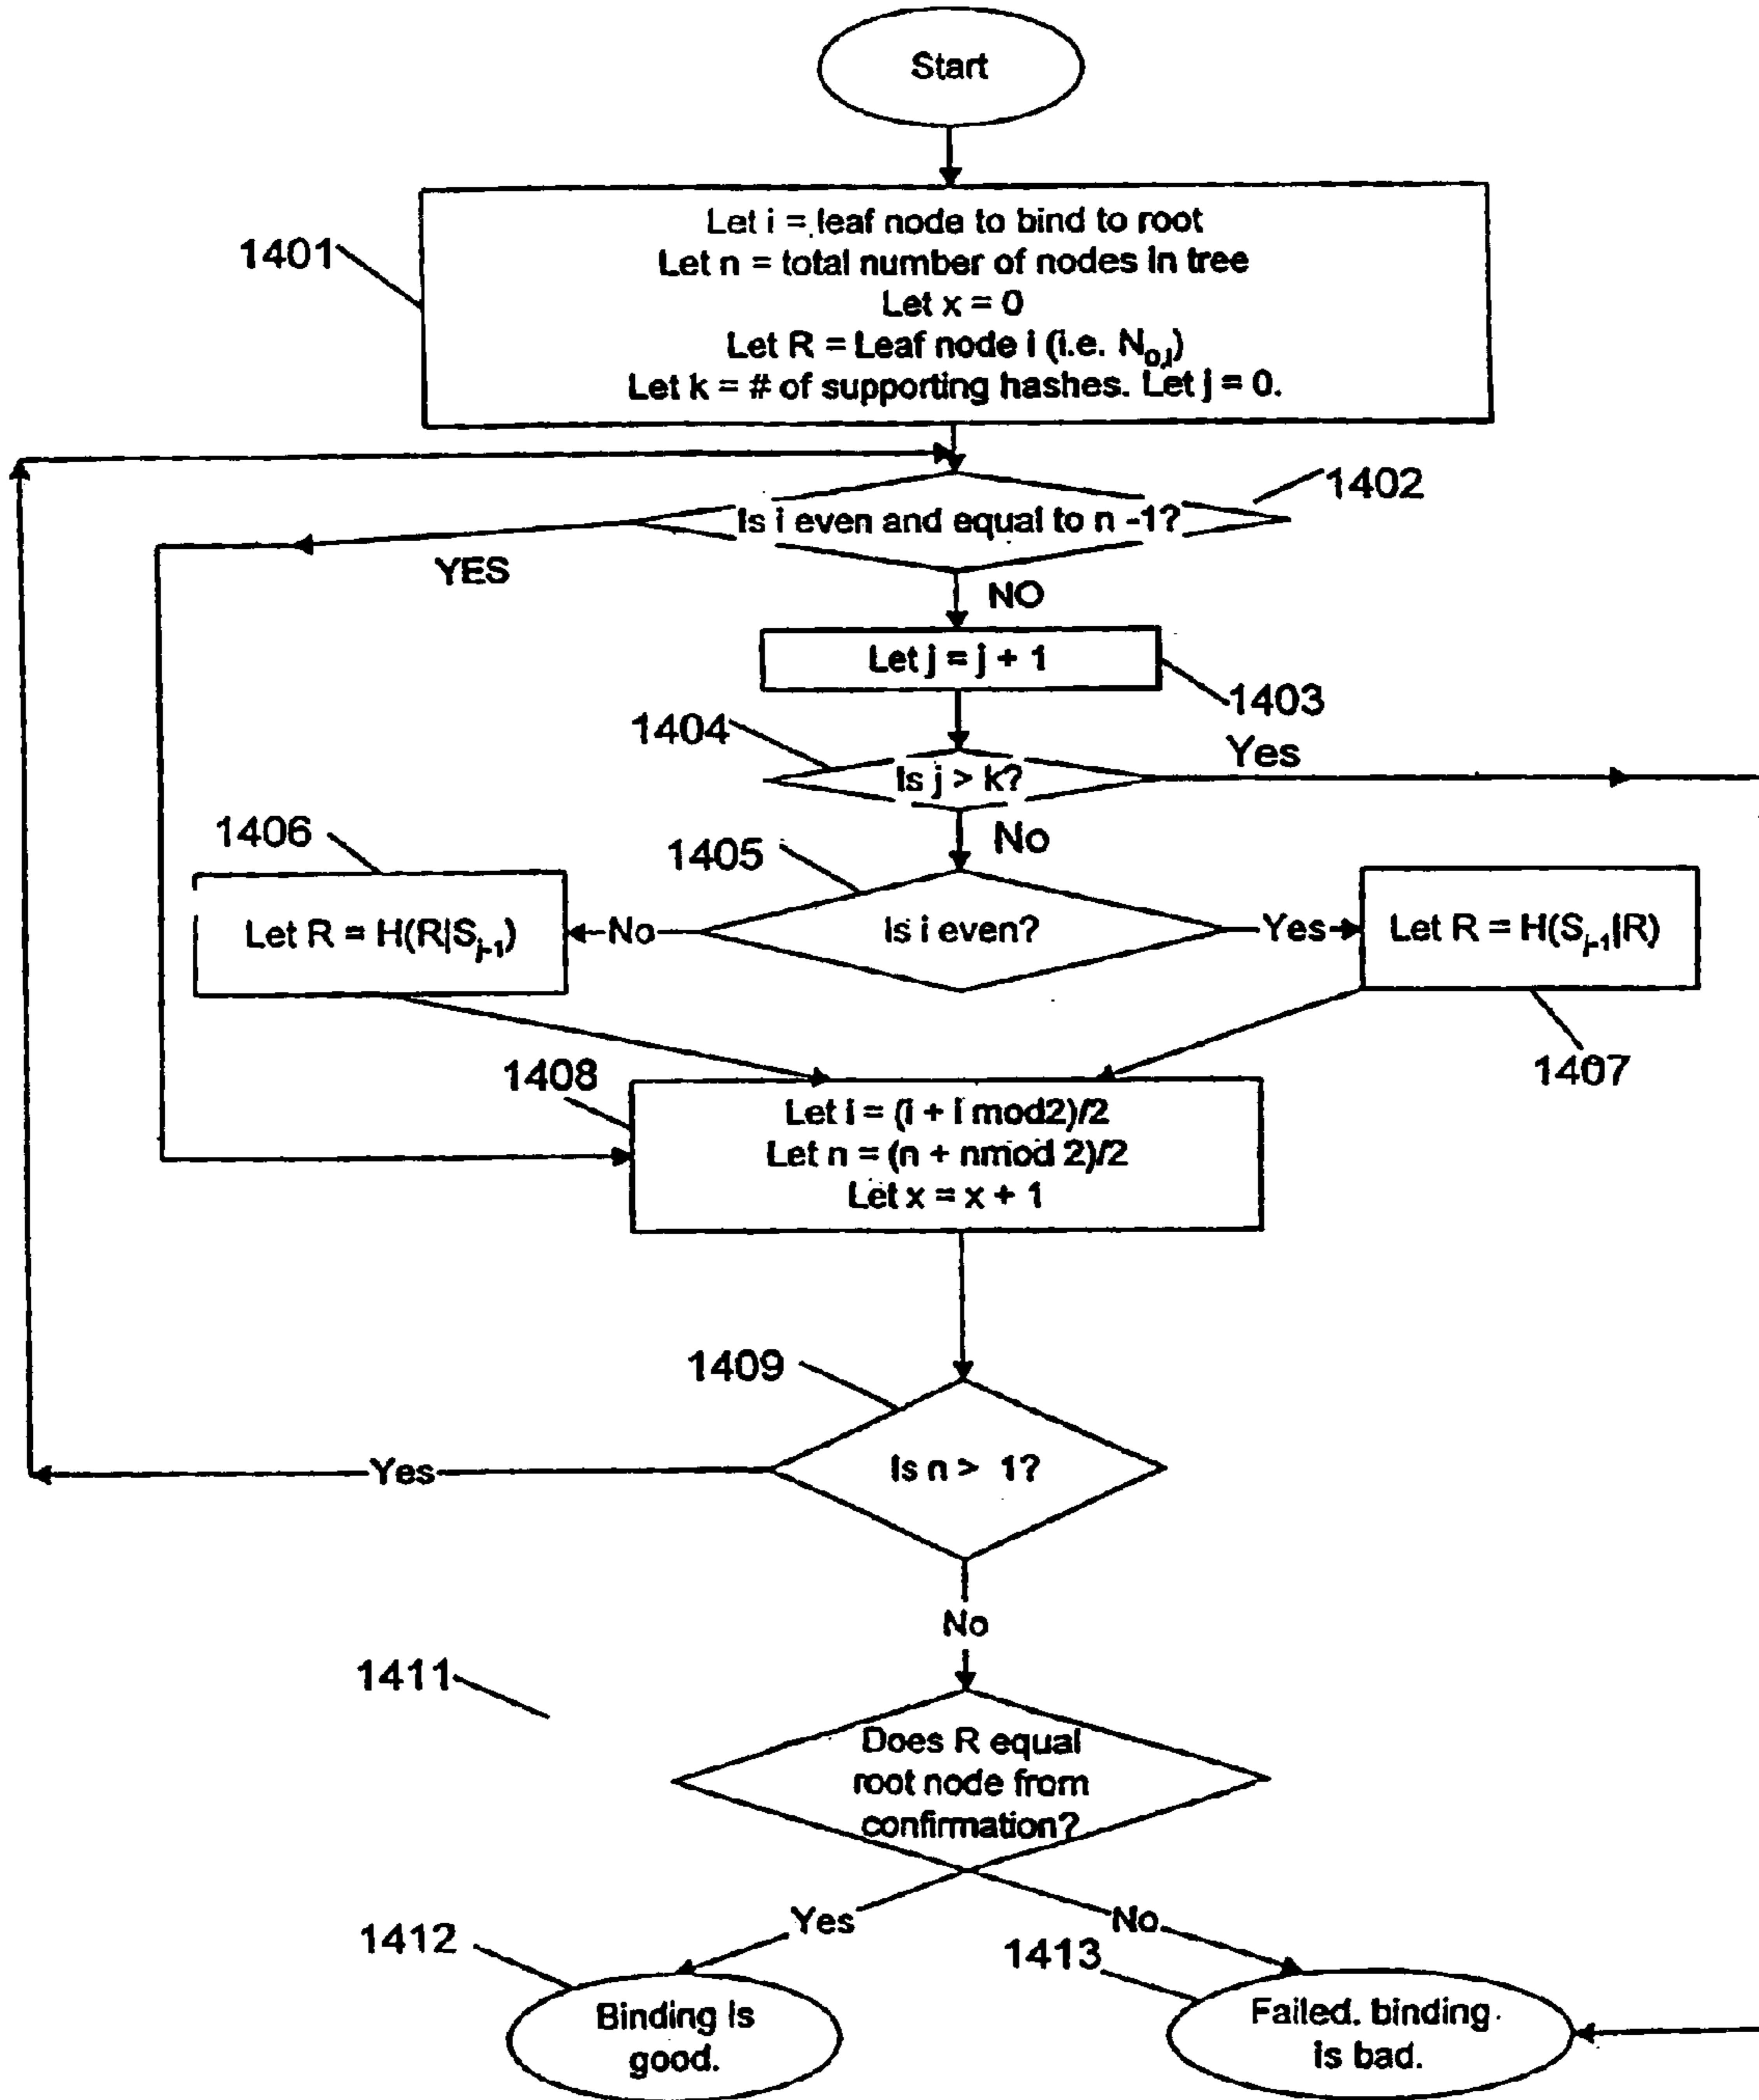 Start
1401
Let i = leaf node to bind to root
Let n = total number of nodes in tree
Let x = 0
Let R = Leaf node i (i.e. N0,i)
Let k = # of supporting hashes. Let j = 0.
1402
Is i even and equal to n -1?
YES
NO
Let j = j + 1
1403
1404
Yes
Is j > k?
No
1406
1405
Let R = H(R|Sj-1)
No
Is i even?
Yes
Let R = H(Sj-1|R)
1407
1408
Let i = (i + i mod2)/2
Let n = (n + nmod 2)/2
Let x = x + 1
1409
Is n > 1?
Yes
No
1411
Does R equal
root node from
confirmation?
Yes
No
1412
1413
Binding is
good.
Failed. binding
is bad.